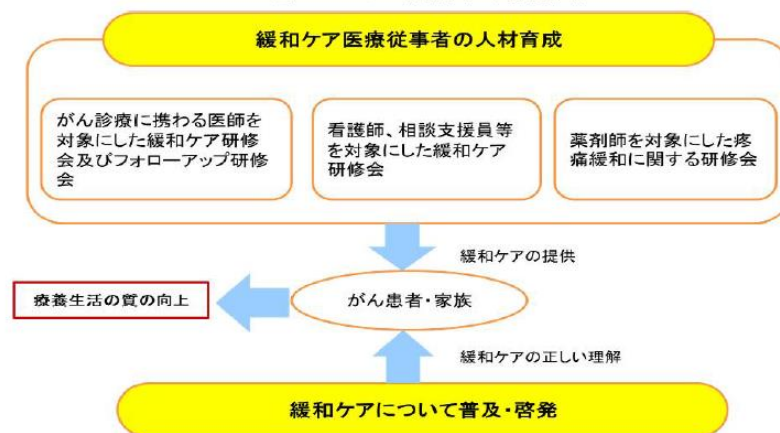 緩和ケア医療従事者の人材育成
がん診療に携わる医師を
対象にした緩和ケア研修
会及びフォローアップ研修
会
看護師、相談支援員等
を対象にした緩和ケア
研修会
薬剤師を対象にした疼
痛緩和に関する研修会
緩和ケアの提供
療養生活の質の向上
がん患者・家族
緩和ケアの正しい理解
緩和ケアについて普及・啓発